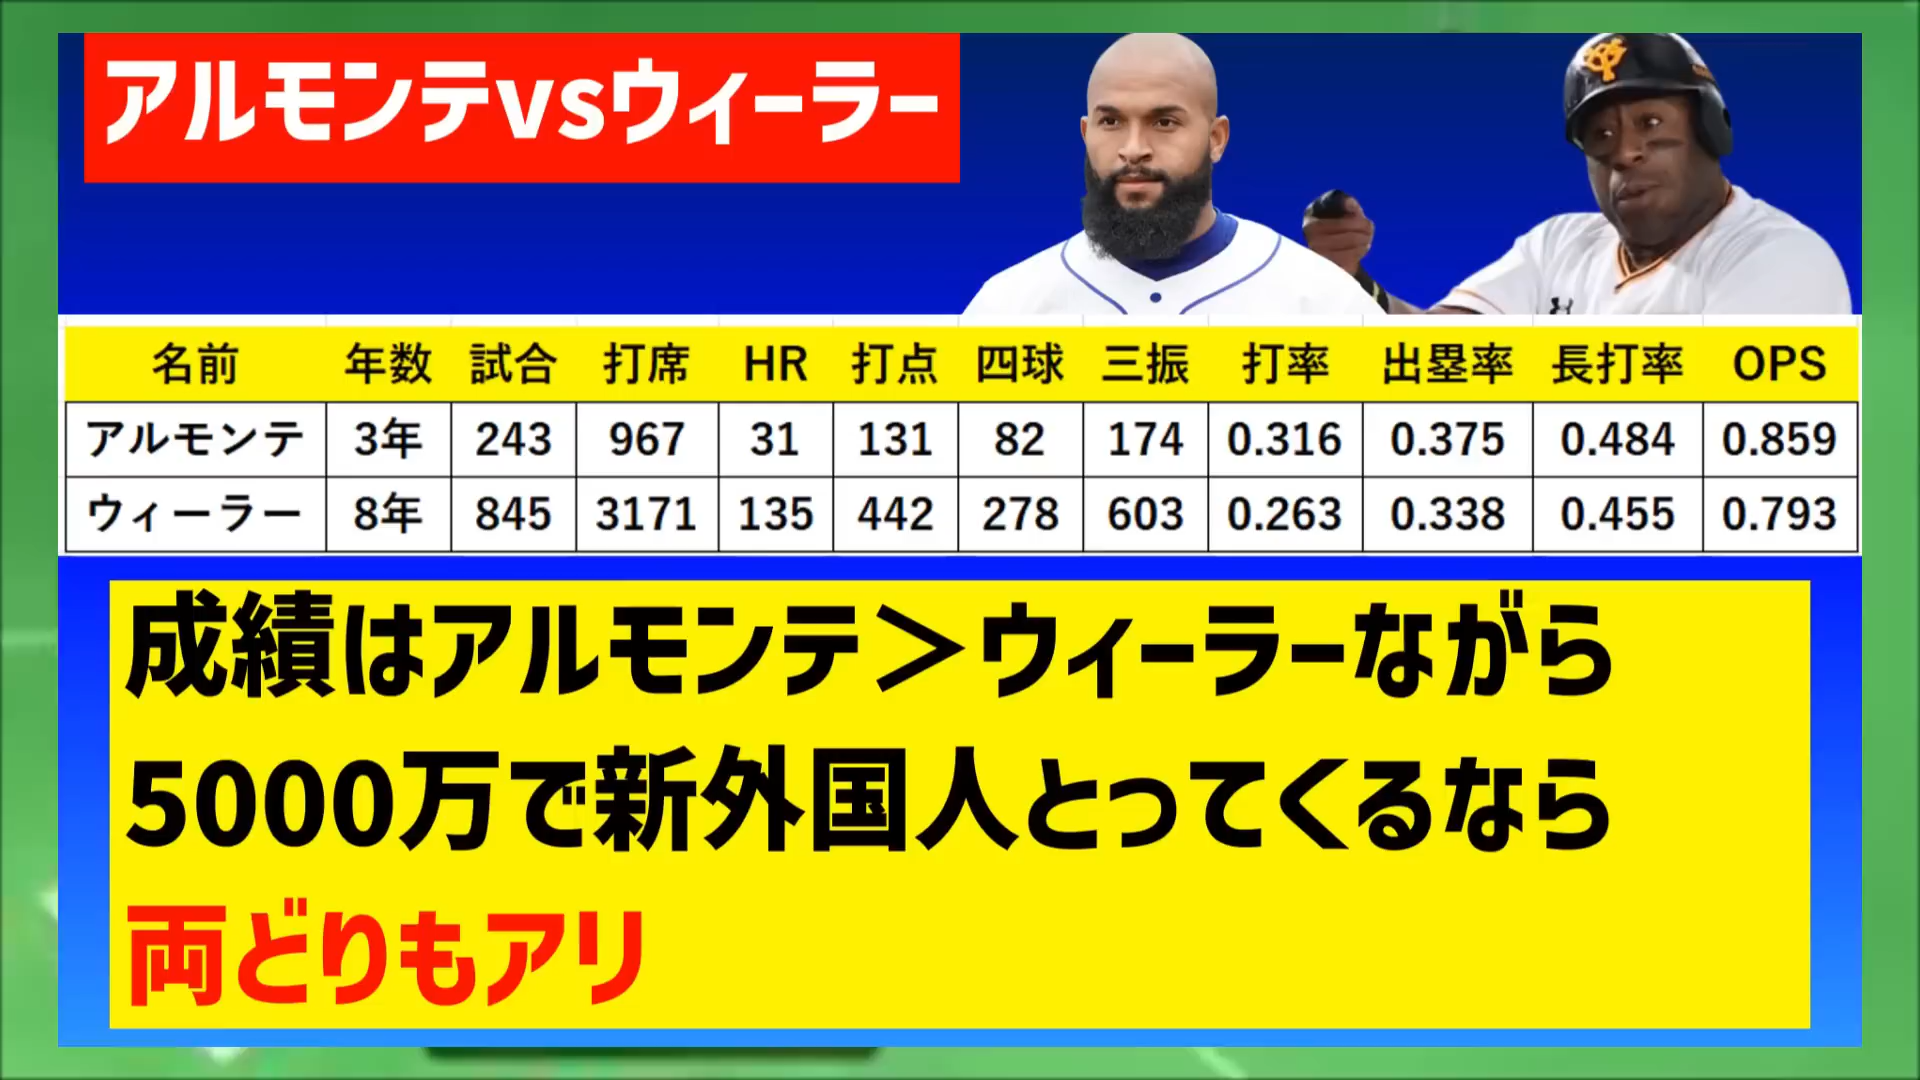 アルモンテvsウィーラー
名前 年数 試合 打席 HR 打点 四球 三振 打率 出塁率 長打率 OPS
アルモンテ 3年 243 967 31 131 82 174 0.316 0.375 0.484 0.859
ウィーラー 8年 845 3171 135 442 278 603 0.263 0.338 0.455 0.793
成績はアルモンテ＞ウィーラーながら
5000万で新外国人とってくるなら
両どりもアリ